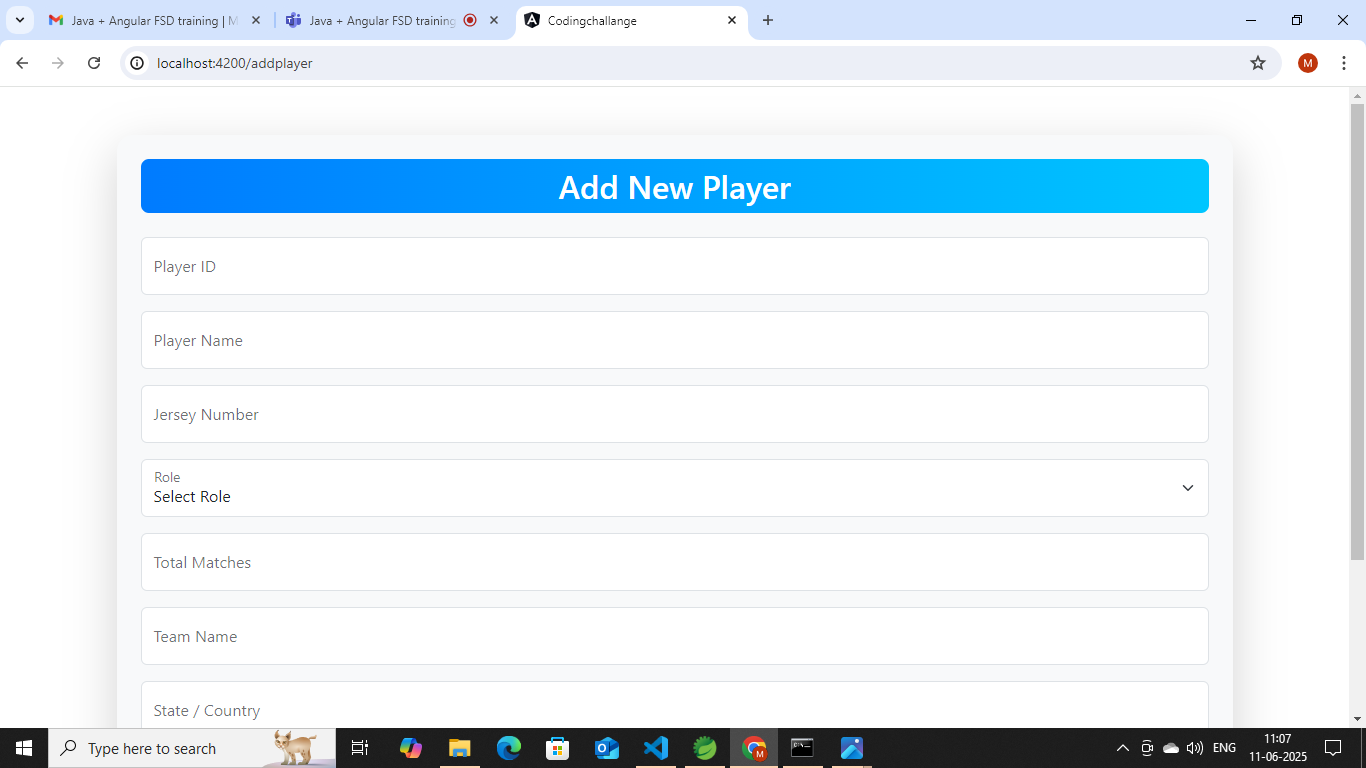 Java + Angular FSD training | M
Java + Angular FSD training
Codingchallange
localhost:4200/addplayer
M
Add New Player
Player ID
Player Name
Jersey Number
Role
Select Role
Total Matches
Team Name
State / Country
Type here to search
M
ENG
11:07
11-06-2025